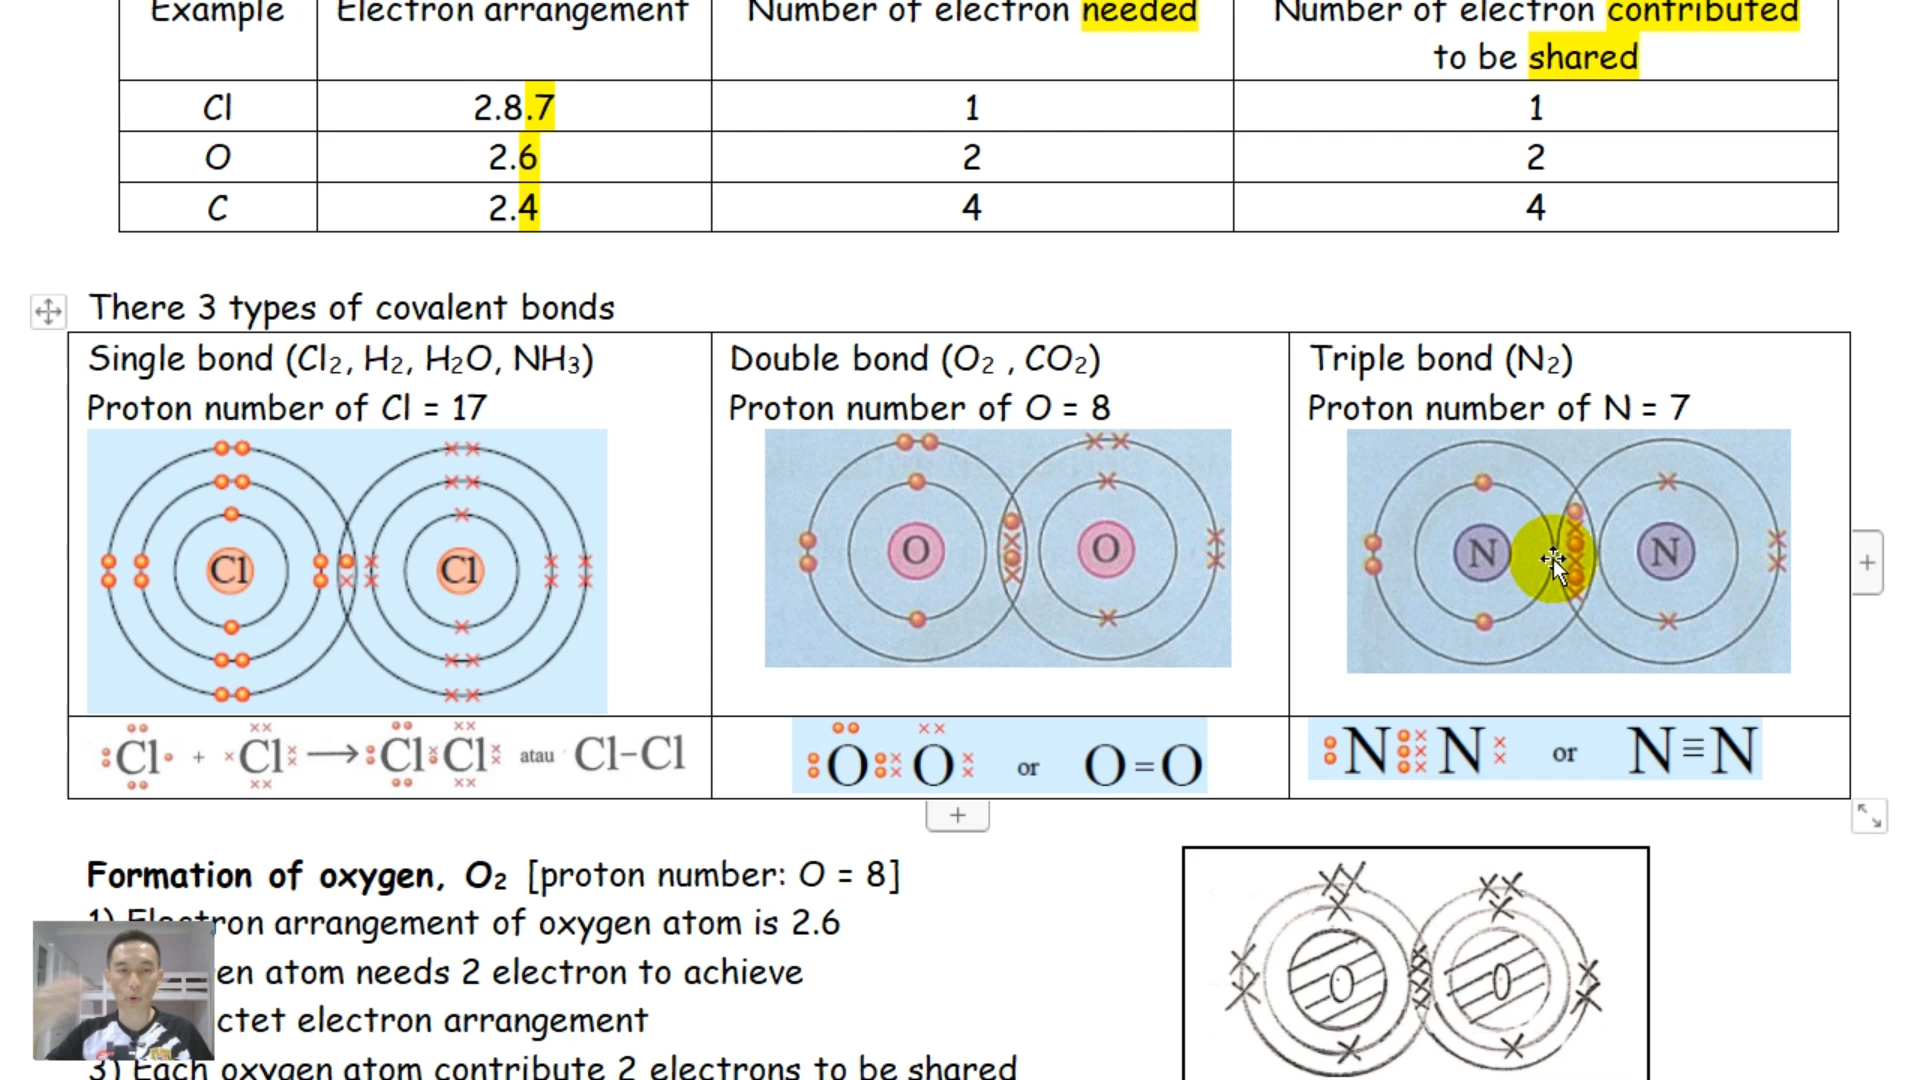 Example Electron arrangement Number of electron needed Number of electron contributed
to be shared
Cl 2.8.7 1 1
O 2.6 2 2
C 2.4 4 4
There 3 types of covalent bonds
Single bond (Cl₂, H₂, H₂O, NH₃) Double bond (O₂ , CO₂) Triple bond (N₂)
Proton number of Cl = 17 Proton number of O = 8 Proton number of N = 7
Cl Cl O O N N
Cl + Cl → Cl Cl atau Cl–Cl O O or O=O N N or N≡N
Formation of oxygen, O₂ [proton number: O = 8]
1) Electron arrangement of oxygen atom is 2.6
en atom needs 2 electron to achieve
ctet electron arrangement
3) Each oxygen atom contribute 2 electrons to be shared
O O